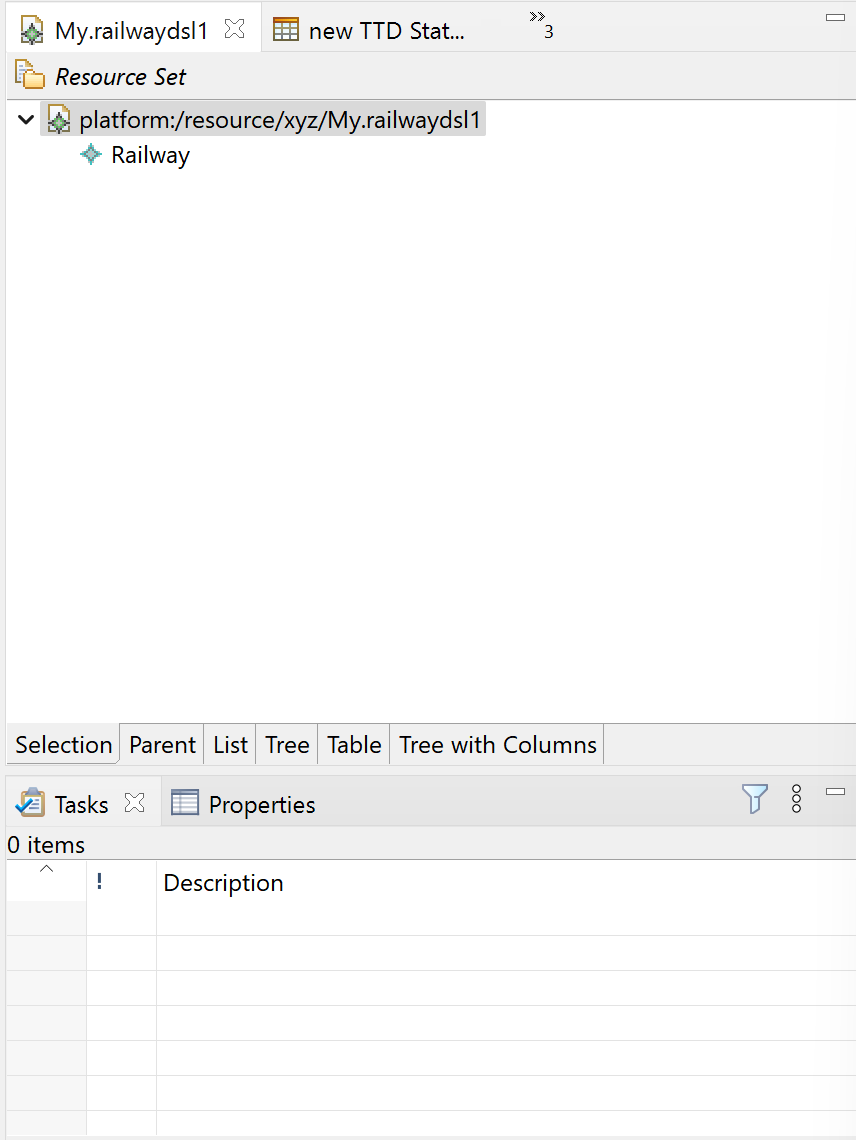 My.railwaydsl1 new TTD Stat... »3
Resource Set
platform:/resource/xyz/My.railwaydsl1
Railway
Selection Parent List Tree Table Tree with Columns
Tasks Properties
0 items
! Description